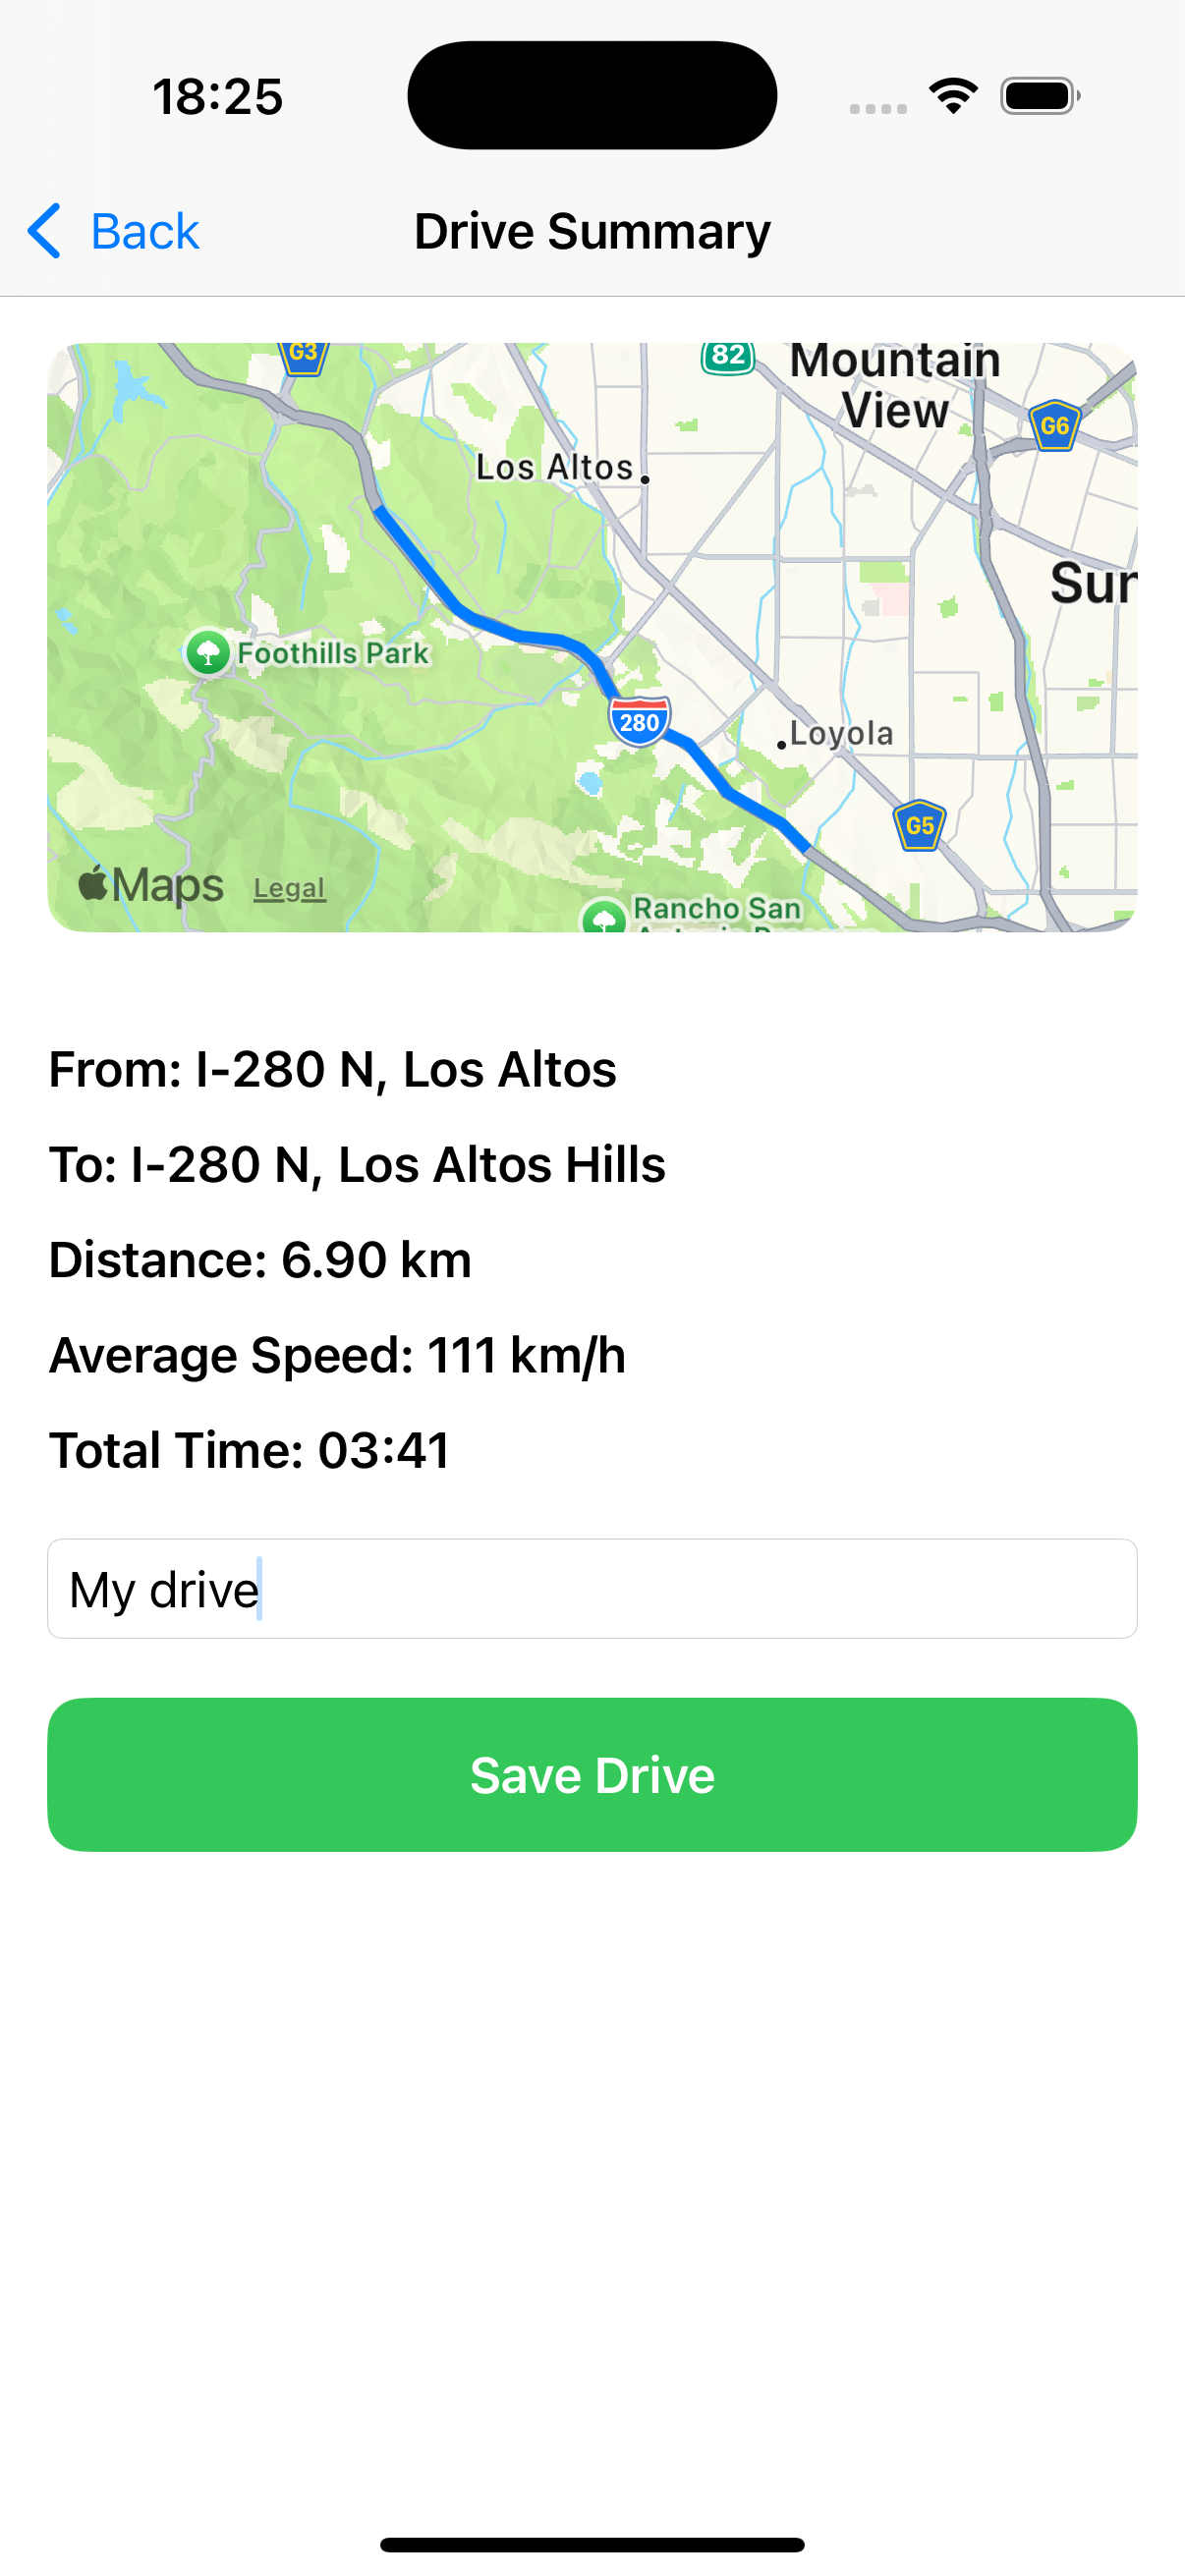 18:25
Back
Drive Summary
G3
82
Mountain
View
G6
Los Altos
Sun
Foothills Park
280
Loyola
G5
Maps
Legal
Rancho San
From: I-280 N, Los Altos
To: I-280 N, Los Altos Hills
Distance: 6.90 km
Average Speed: 111 km/h
Total Time: 03:41
My drive
Save Drive